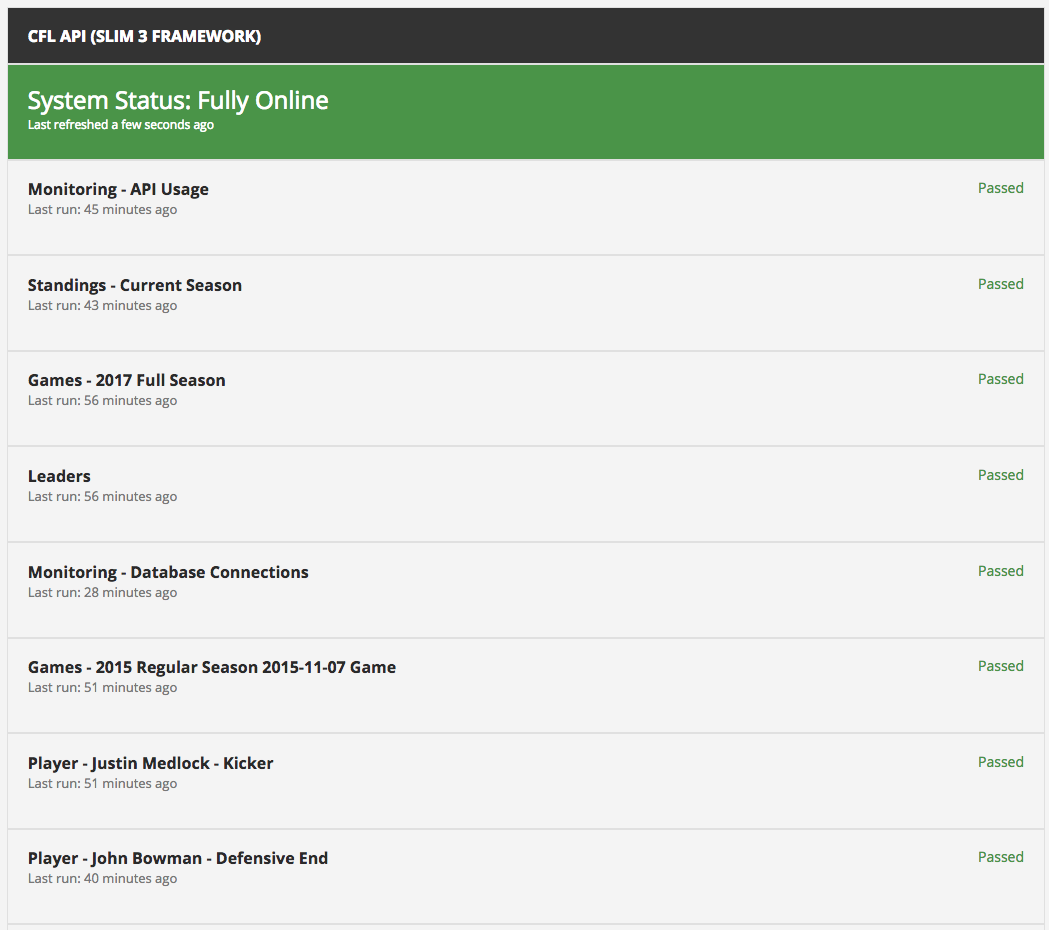 CFL API (SLIM 3 FRAMEWORK)
System Status: Fully Online
Last refreshed a few seconds ago
Monitoring - API Usage
Passed
Last run: 45 minutes ago
Standings - Current Season
Passed
Last run: 43 minutes ago
Games - 2017 Full Season
Passed
Last run: 56 minutes ago
Leaders
Passed
Last run: 56 minutes ago
Monitoring - Database Connections
Passed
Last run: 28 minutes ago
Games - 2015 Regular Season 2015-11-07 Game
Passed
Last run: 51 minutes ago
Player - Justin Medlock - Kicker
Passed
Last run: 51 minutes ago
Player - John Bowman - Defensive End
Passed
Last run: 40 minutes ago